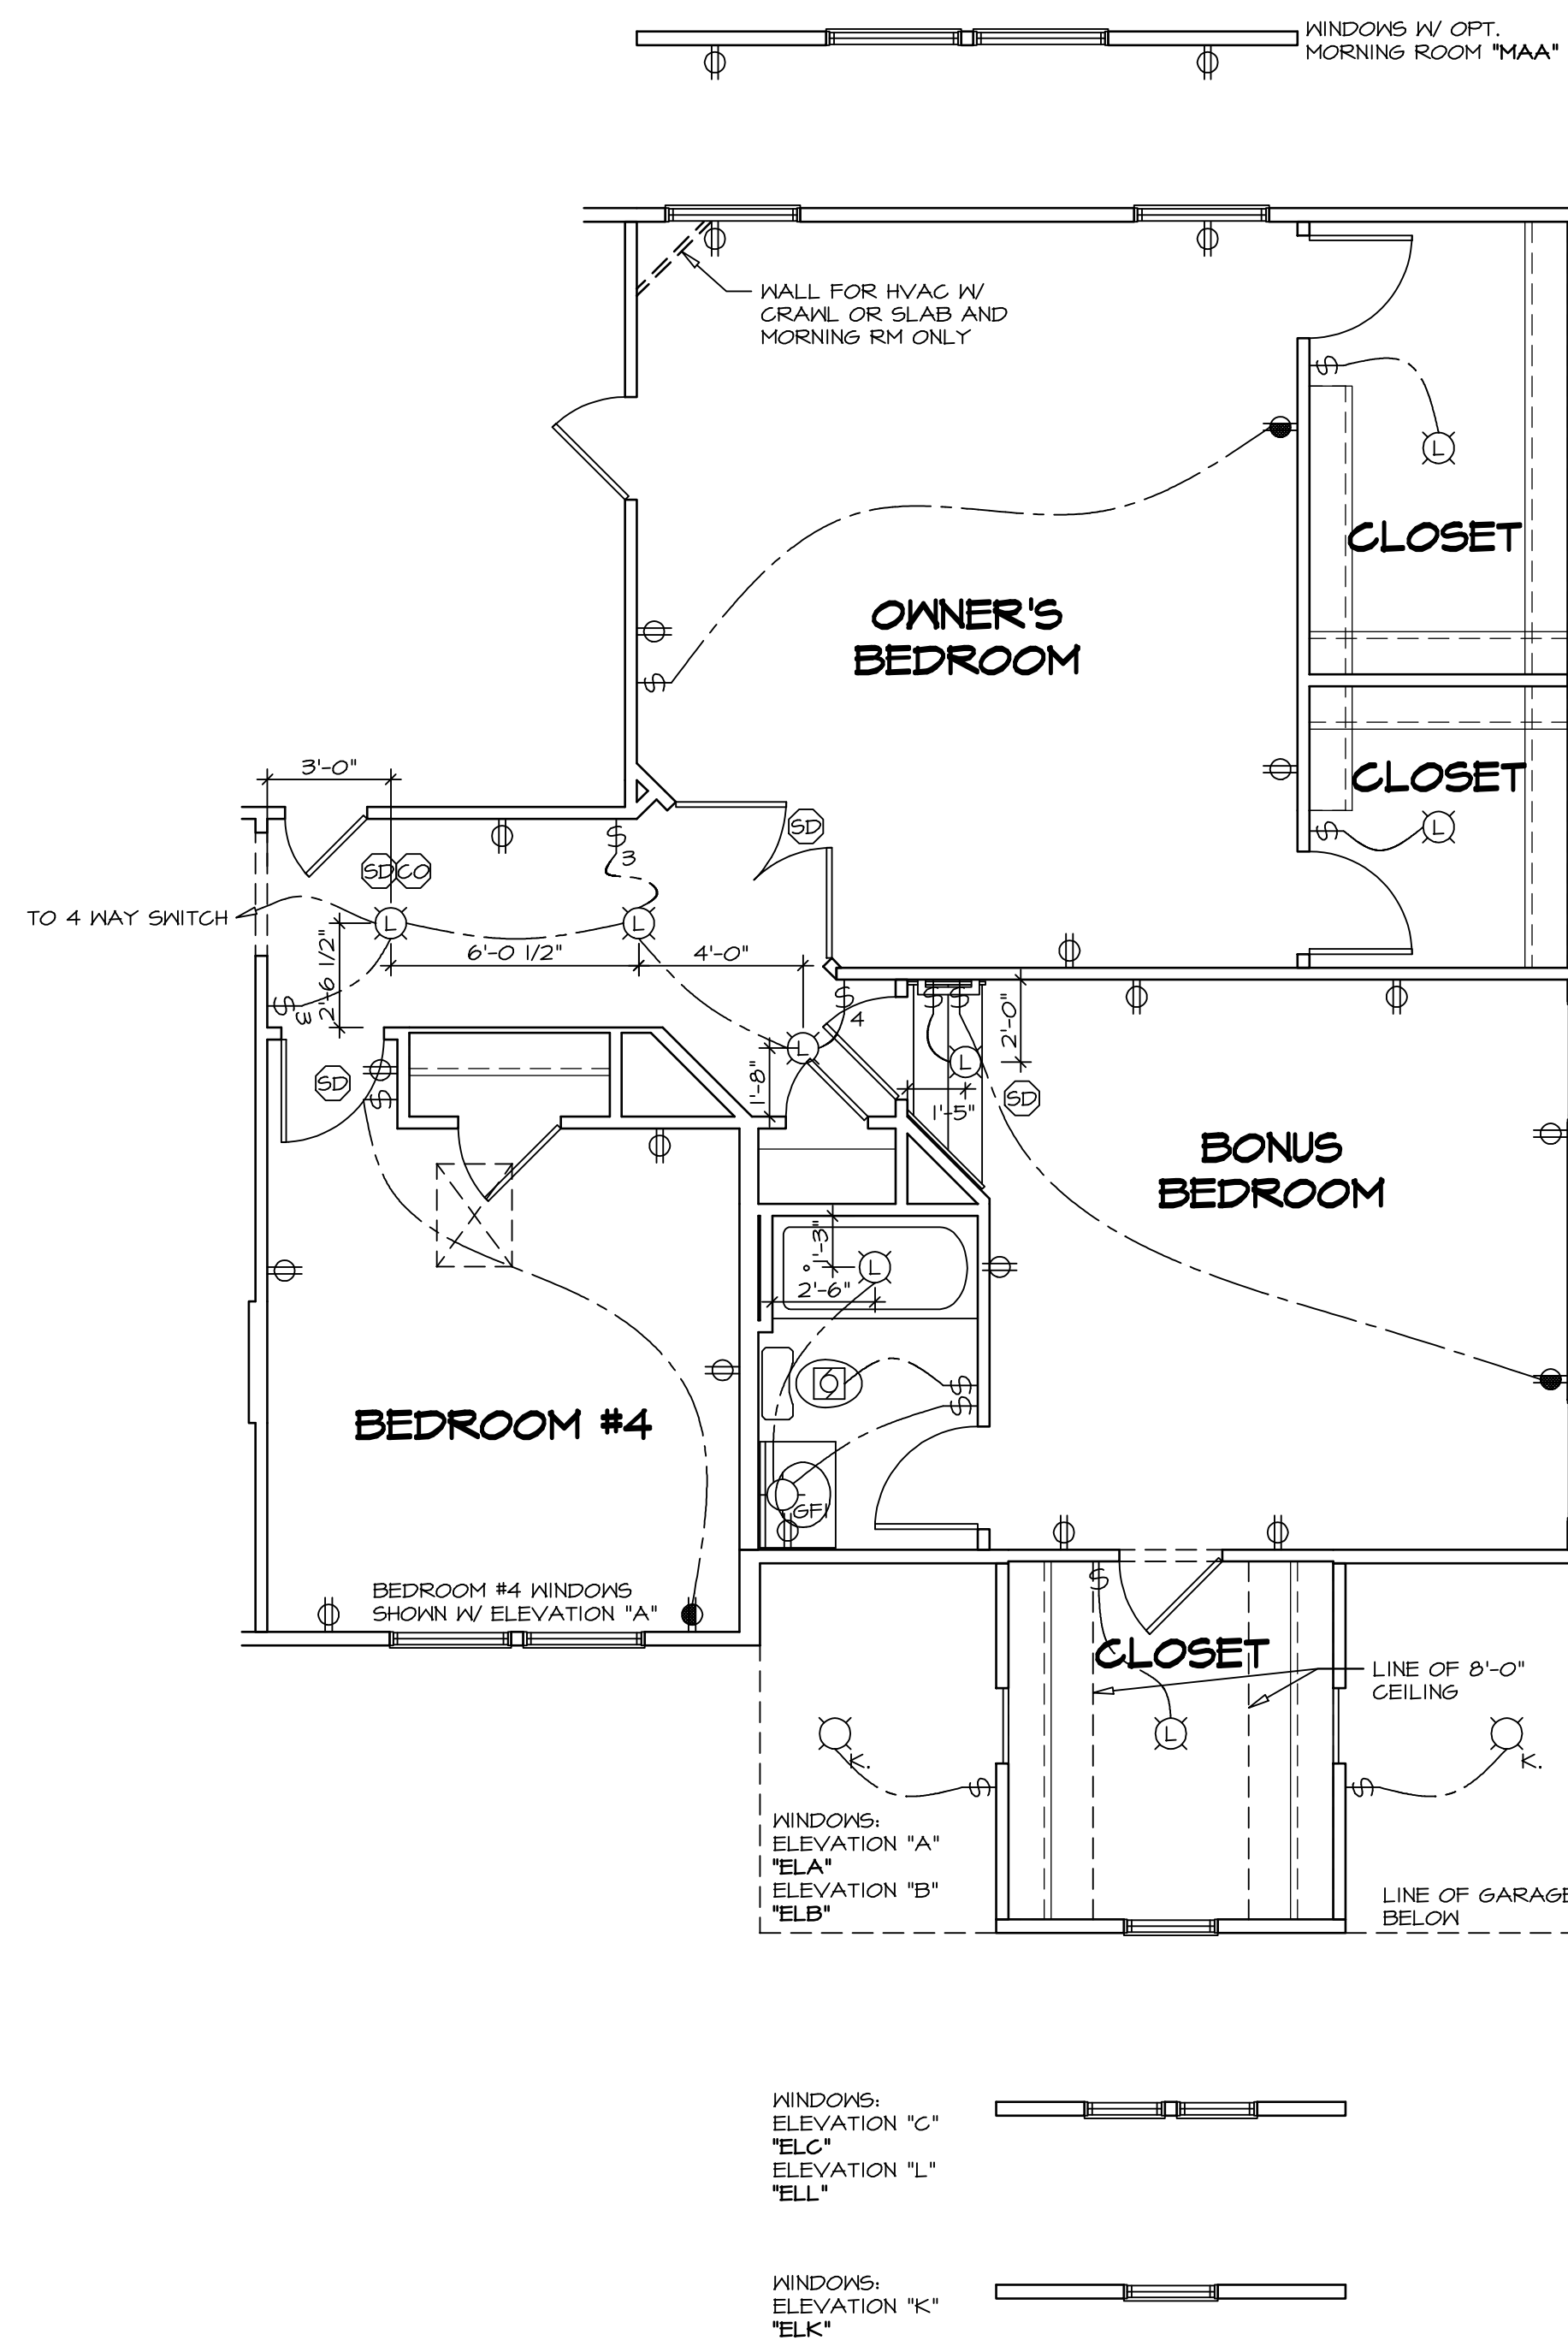 WINDOWS W/ OPT.
MORNING ROOM "MAA"
WALL FOR HVAC W/
CRAWL OR SLAB AND
MORNING RM ONLY
S
L
CLOSET
OWNER'S
BEDROOM
S
CLOSET
3'-0"
S
L
SD
S
3
SD CO
TO 4 WAY SWITCH
L
L
6'-0 1/2"
4'-0"
2'-6 1/2"
S
3
S
4
S S
2'-0"
L
L
1'-8"
1'-5"
SD
SD
S
BONUS
BEDROOM
1'-3"
L
2'-6"
S
S
BEDROOM #4
GFI
BEDROOM #4 WINDOWS
SHOWN W/ ELEVATION "A"
S
CLOSET
LINE OF 8'-0"
CEILING
L
K.
K.
S
S
WINDOWS:
ELEVATION "A"
"ELA"
ELEVATION "B"
"ELB"
LINE OF GARAGE
BELOW
WINDOWS:
ELEVATION "C"
"ELC"
ELEVATION "L"
"ELL"
WINDOWS:
ELEVATION "K"
"ELK"